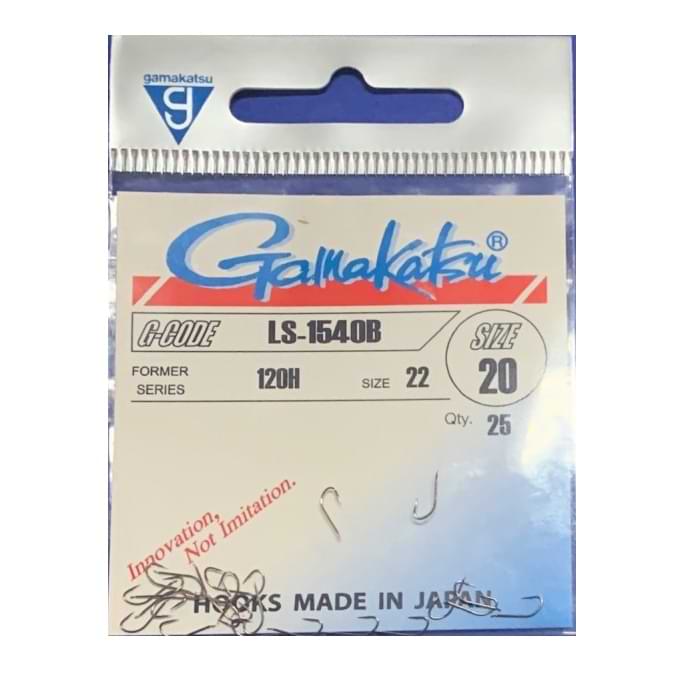 gamakatsu
g
Gamakatsu®
G-CODE LS-1540B SIZE
FORMER SERIES 120H SIZE 22 20
Qty. 25
Innovation,
Not Imitation.
HOOKS MADE IN JAPAN